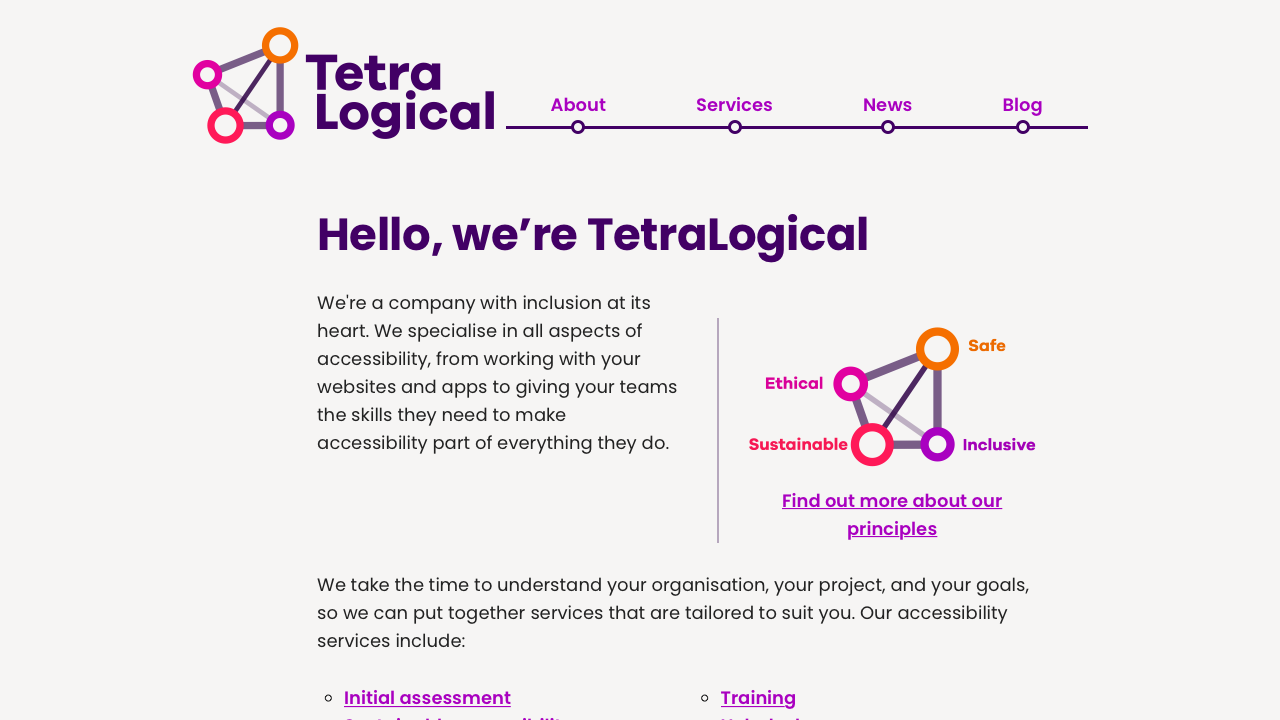 Tetra
Logical
About
Services
News
Blog
Hello, we’re TetraLogical
We're a company with inclusion at its
heart. We specialise in all aspects of
accessibility, from working with your
websites and apps to giving your teams
the skills they need to make
accessibility part of everything they do.
Safe
Ethical
Sustainable
Inclusive
Find out more about our
principles
We take the time to understand your organisation, your project, and your goals,
so we can put together services that are tailored to suit you. Our accessibility
services include:
Initial assessment
Training